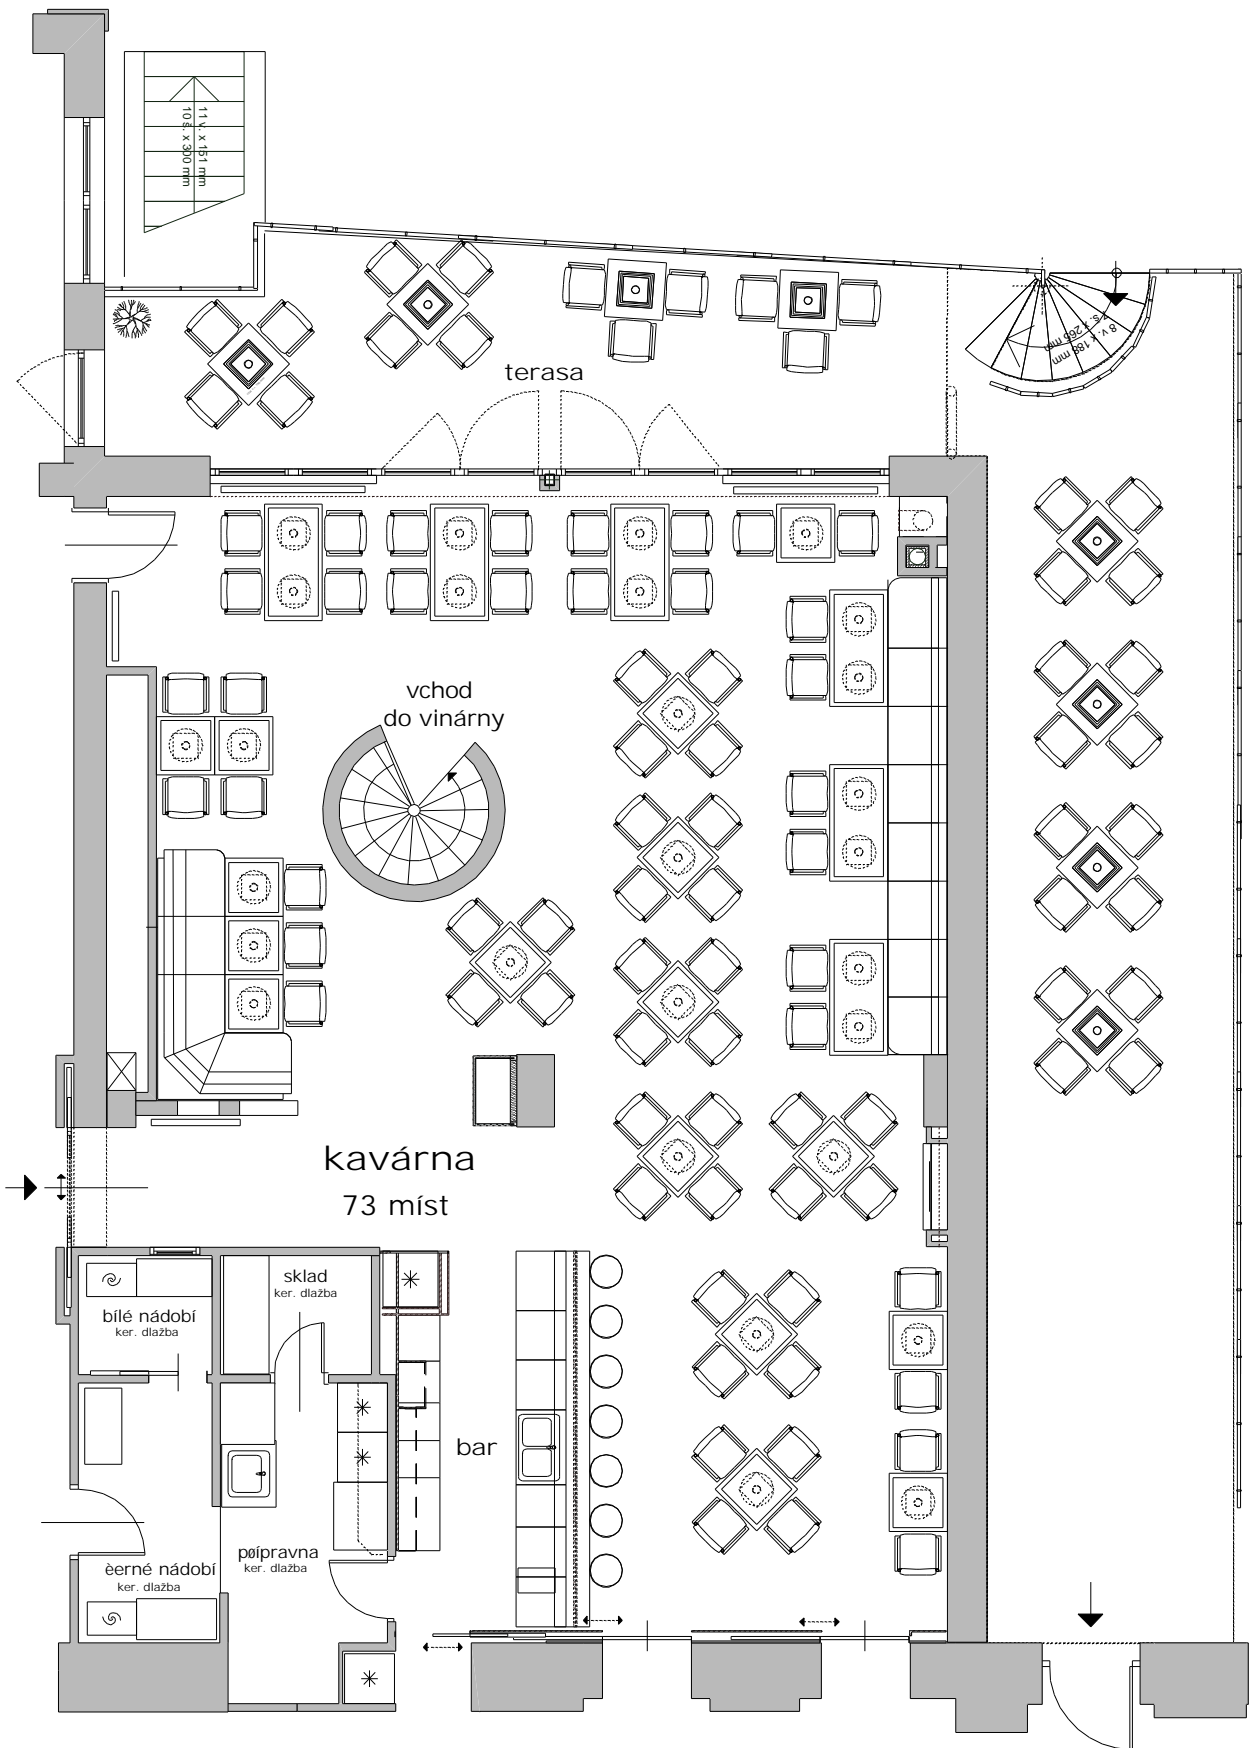 11 v. x 151 mm
10 š. x 300 mm
8 v. x 188 mm
7 š. x 265 mm
terasa
vchod
do vinárny
kavárna
73 míst
sklad
ker. dlažba
bílé nádobí
ker. dlažba
bar
pøípravna
ker. dlažba
èerné nádobí
ker. dlažba